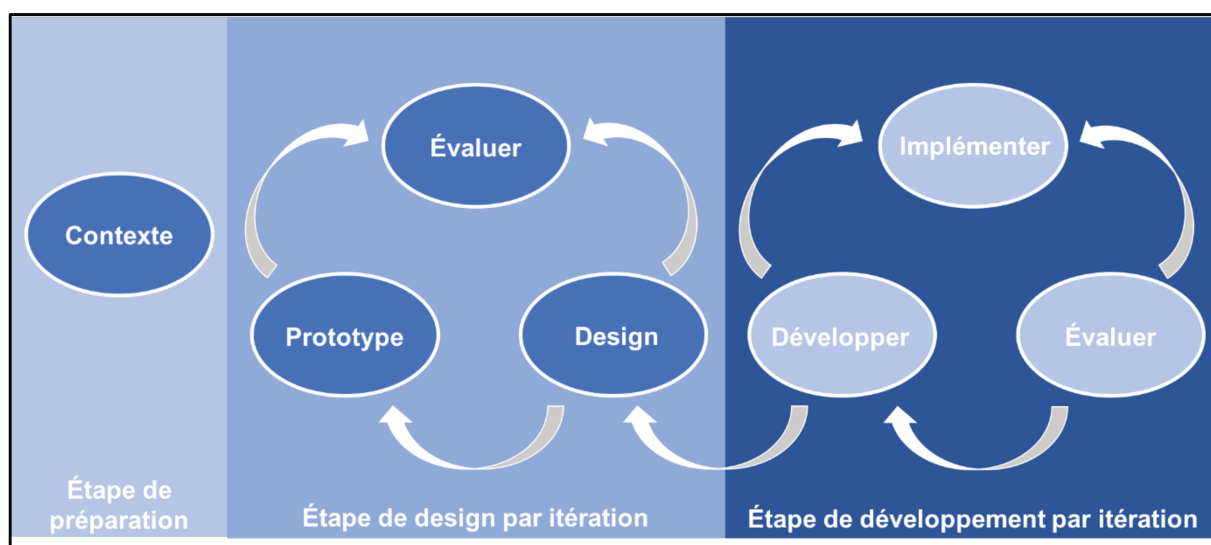 Contexte
Étape de
préparation
Évaluer
Prototype
Design
Étape de design par itération
Implémenter
Développer
Évaluer
Étape de développement par itération